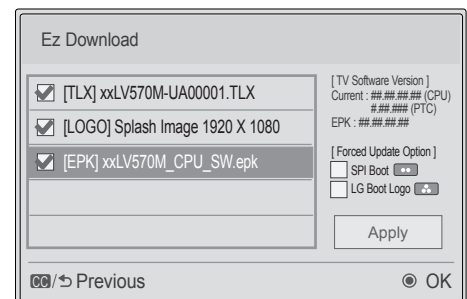 Ez Download
[TLX] xxLV570M-UA00001.TLX
[LOGO] Splash Image 1920 X 1080
[EPK] xxLV570M_CPU_SW.epk
[ TV Software Version ]
Current : ##.##.##.## (CPU)
#.##.### (PTC)
EPK : ##.##.##.##
[ Forced Update Option ]
SPI Boot
LG Boot Logo
Apply
CC/ Previous
OK